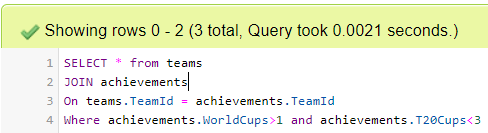 Showing rows 0 - 2 (3 total, Query took 0.0021 seconds.)
1 SELECT * from teams
2 JOIN achievements
3 On teams.TeamId = achievements.TeamId
4 Where achievements.WorldCups>1 and achievements.T20Cups<3